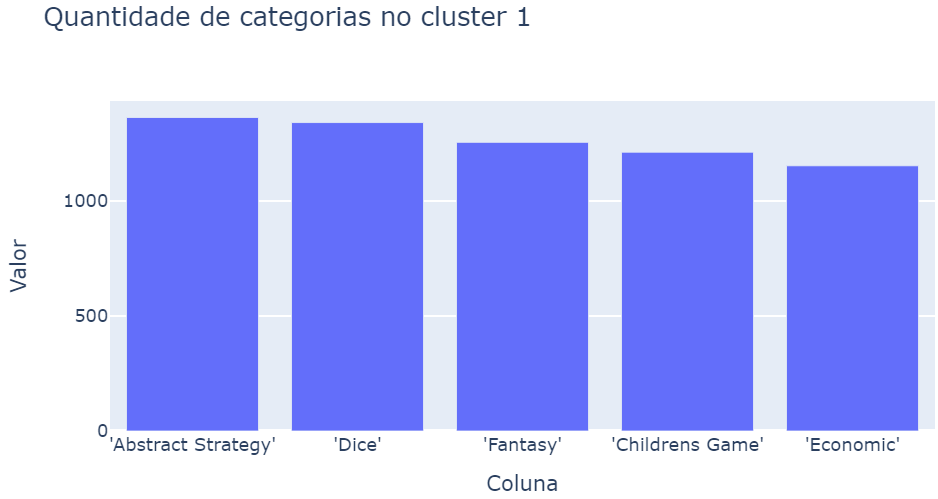 Quantidade de categorias no cluster 1
Valor
1000
500
0
'Abstract Strategy'
'Dice'
'Fantasy'
'Childrens Game'
'Economic'
Coluna